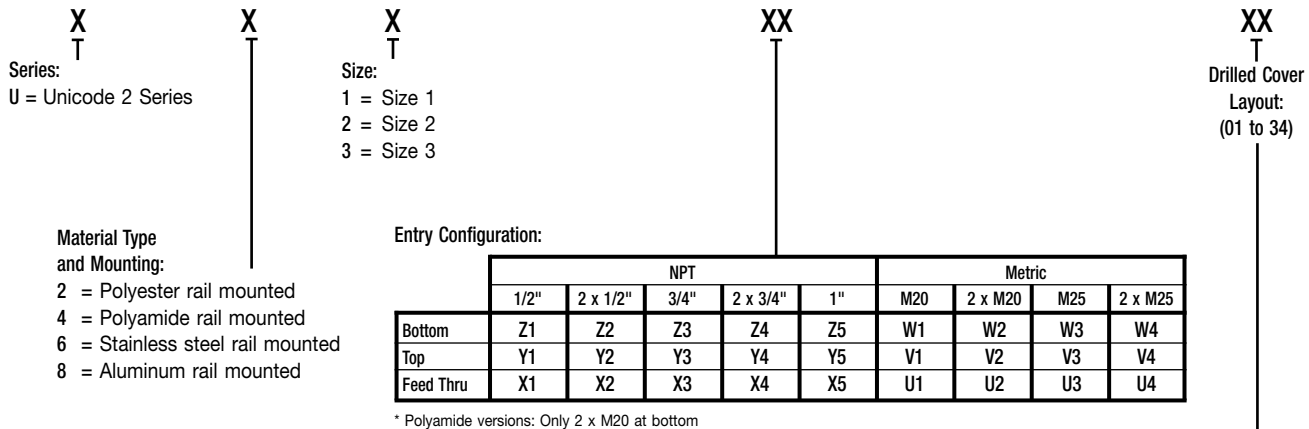 X X X XX XX
Series:
U = Unicode 2 Series
Size:
1 = Size 1
2 = Size 2
3 = Size 3
Drilled Cover
Layout:
(01 to 34)
Material Type
and Mounting:
2 = Polyester rail mounted
4 = Polyamide rail mounted
6 = Stainless steel rail mounted
8 = Aluminum rail mounted
Entry Configuration:
NPT Metric
1/2" 2 x 1/2" 3/4" 2 x 3/4" 1" M20 2 x M20 M25 2 x M25
Bottom Z1 Z2 Z3 Z4 Z5 W1 W2 W3 W4
Top Y1 Y2 Y3 Y4 Y5 V1 V2 V3 V4
Feed Thru X1 X2 X3 X4 X5 U1 U2 U3 U4
* Polyamide versions: Only 2 x M20 at bottom